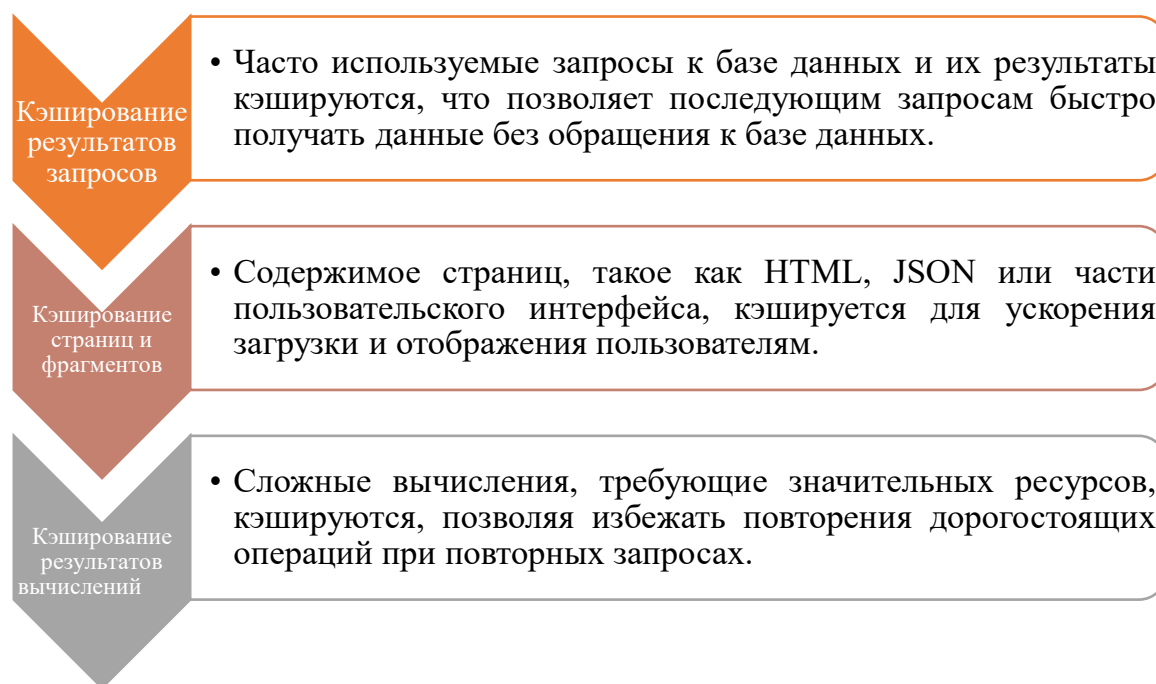 Кэширование
результатов
запросов
• Часто используемые запросы к базе данных и их результаты
кэшируются, что позволяет последующим запросам быстро
получать данные без обращения к базе данных.
Кэширование
страниц и
фрагментов
• Содержимое страниц, такое как HTML, JSON или части
пользовательского интерфейса, кэшируется для ускорения
загрузки и отображения пользователям.
Кэширование
результатов
вычислений
• Сложные вычисления, требующие значительных ресурсов,
кэшируются, позволяя избежать повторения дорогостоящих
операций при повторных запросах.